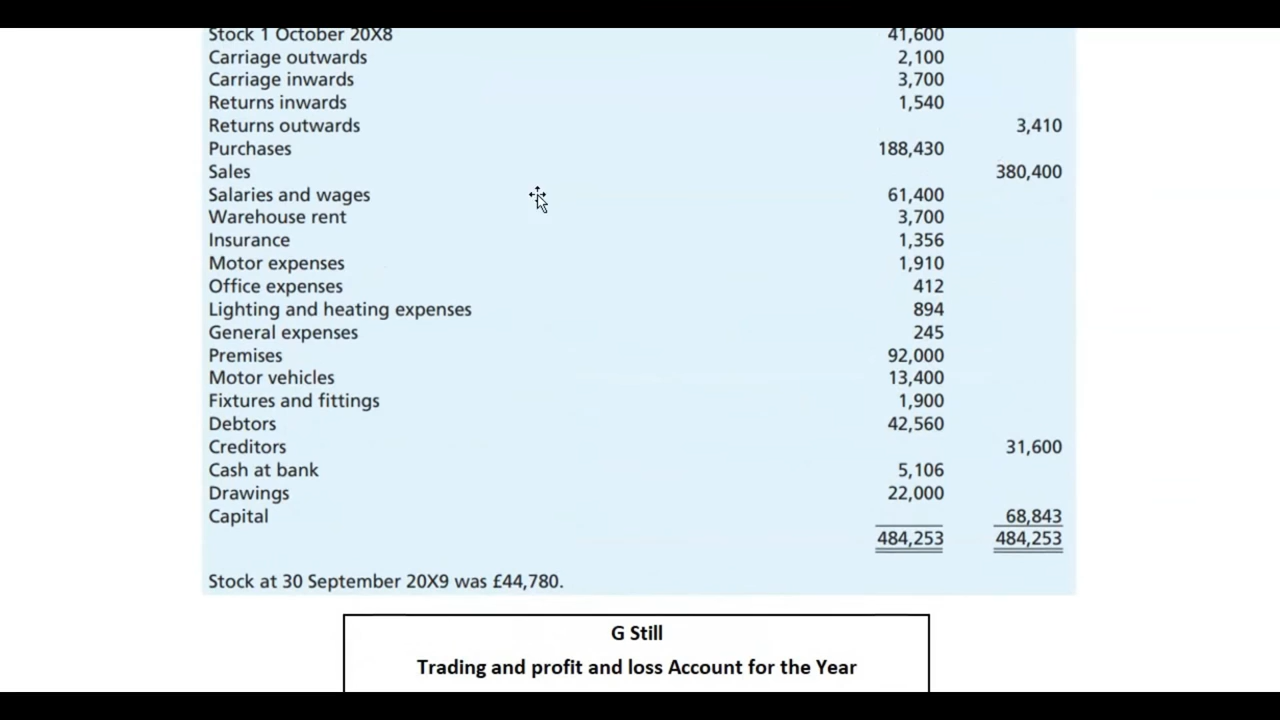 Stock 1 October 20X8 41,600
Carriage outwards 2,100
Carriage inwards 3,700
Returns inwards 1,540
Returns outwards 3,410
Purchases 188,430
Sales 380,400
Salaries and wages 61,400
Warehouse rent 3,700
Insurance 1,356
Motor expenses 1,910
Office expenses 412
Lighting and heating expenses 894
General expenses 245
Premises 92,000
Motor vehicles 13,400
Fixtures and fittings 1,900
Debtors 42,560
Creditors 31,600
Cash at bank 5,106
Drawings 22,000
Capital 68,843
484,253 484,253
Stock at 30 September 20X9 was £44,780.
G Still
Trading and profit and loss Account for the Year